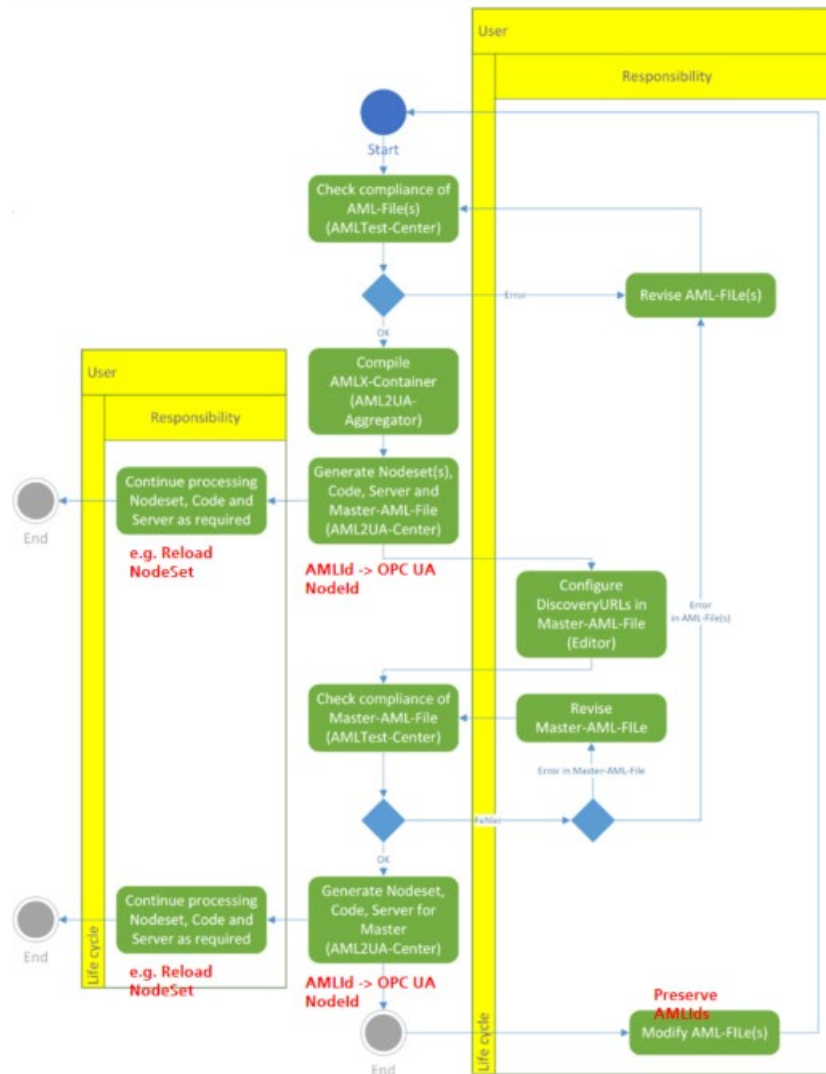 User
Responsibility
Start
Check compliance of
AML-File(s)
(AMLTest-Center)
Error
Revise AML-FILe(s)
OK
User
Responsibility
Compile
AMLX-Container
(AML2UA-
Aggregator)
Continue processing
Nodeset, Code and
Server as required
Generate Nodeset(s),
Code, Server and
Master-AML-File
(AML2UA-Center)
End
e.g. Reload
NodeSet
AMLId -> OPC UA
NodeId
Configure
DiscoveryURLs in
Master-AML-File
(Editor)
Error
in AML-File(s)
Check compliance of
Master-AML-File
(AMLTest-Center)
Revise
Master-AML-FILe
Error in Master-AML-File
Fehler
OK
Continue processing
Nodeset, Code and
Server as required
Generate Nodeset,
Code, Server for
Master
(AML2UA-Center)
End
Life cycle
e.g. Reload
NodeSet
AMLId -> OPC UA
NodeId
Preserve
AMLIds
Modify AML-FILe(s)
End
Life cycle